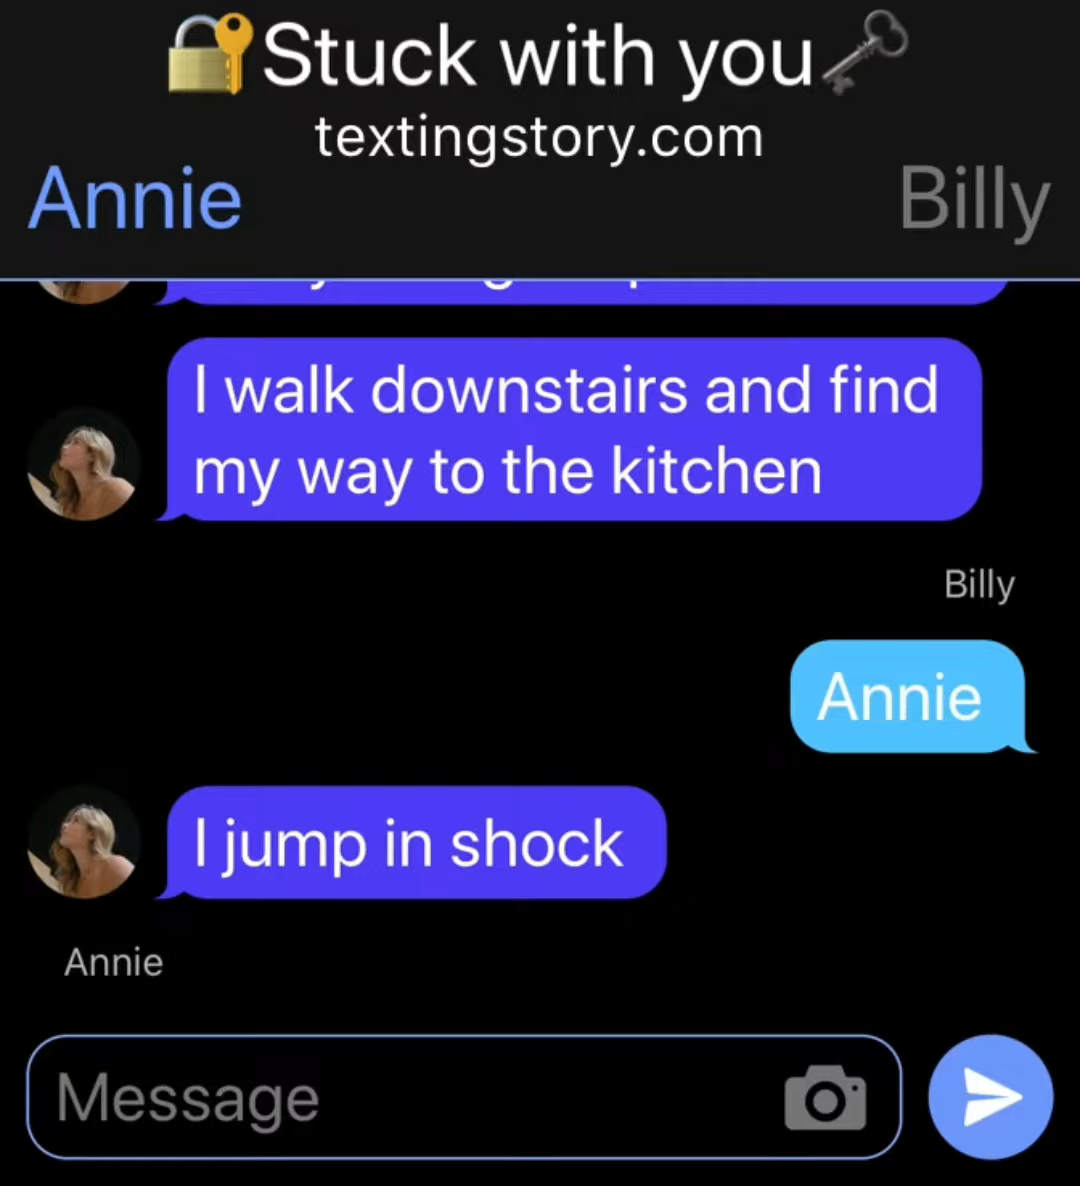 🔐Stuck with you🗝
textingstory.com
Annie
Billy
I walk downstairs and find
my way to the kitchen
Billy
Annie
I jump in shock
Annie
Message